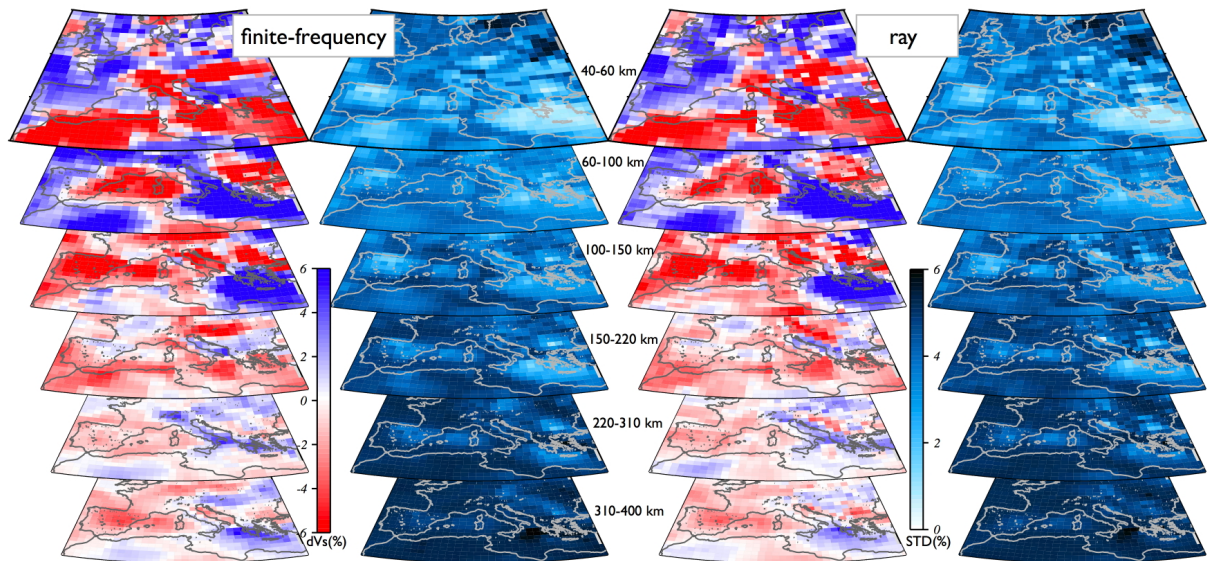 finite-frequency
ray
40-60 km
60-100 km
100-150 km
150-220 km
220-310 km
310-400 km
6
4
2
0
-2
-4
-6
dVs(%)
6
4
2
0
STD(%)